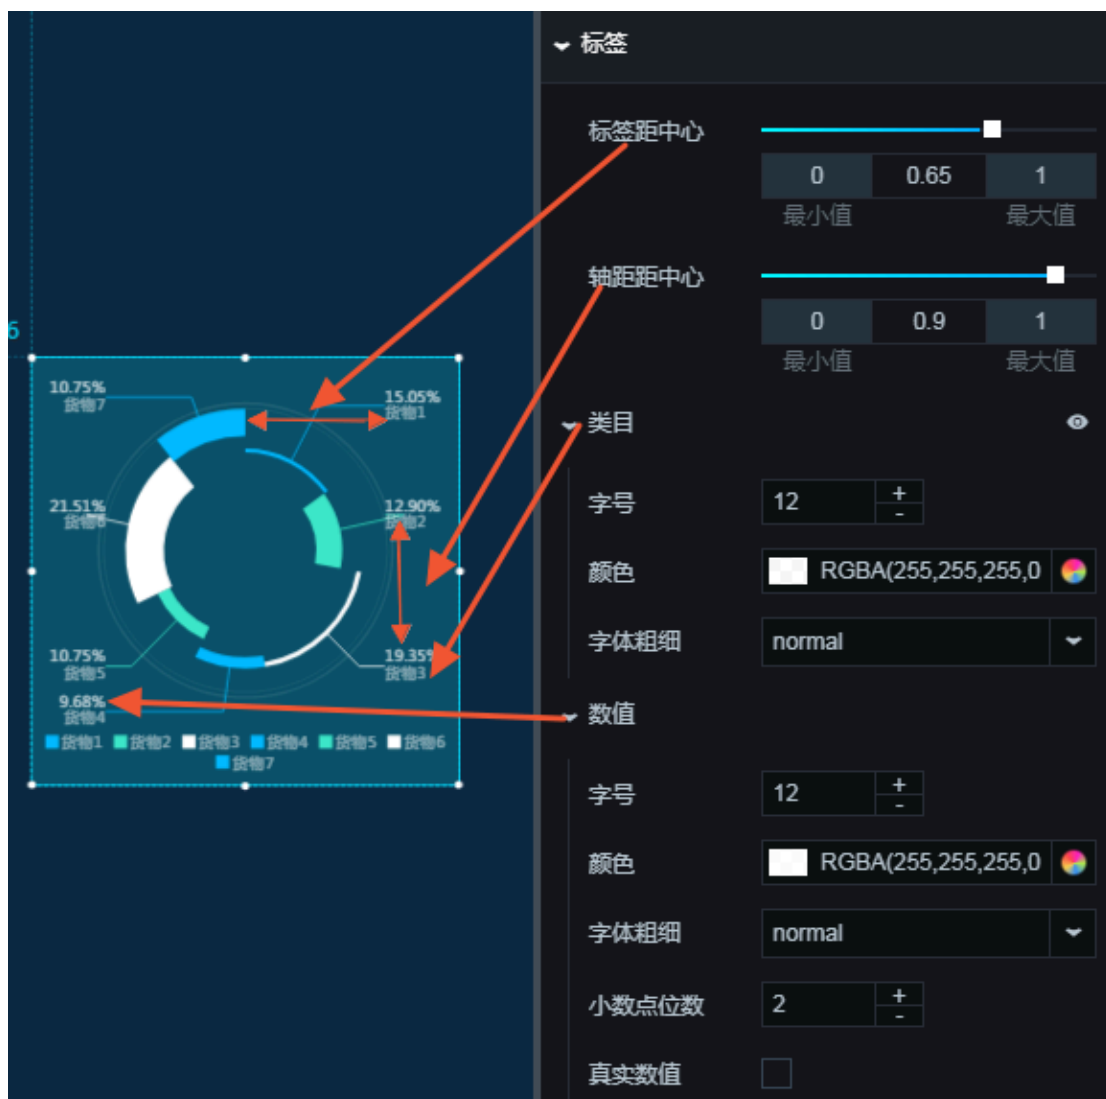 6
10.75%
货物7
15.05%
货物1
21.51%
货物6
12.90%
货物2
10.75%
货物5
19.35%
货物3
9.68%
货物4
货物1 货物2 货物3 货物4 货物5 货物6
货物7
标签
标签距中心
0 0.65 1
最小值 最大值
轴距距中心
0 0.9 1
最小值 最大值
类目
字号 12 + -
颜色 RGBA(255,255,255,0
字体粗细 normal
数值
字号 12 + -
颜色 RGBA(255,255,255,0
字体粗细 normal
小数点位数 2 + -
真实数值